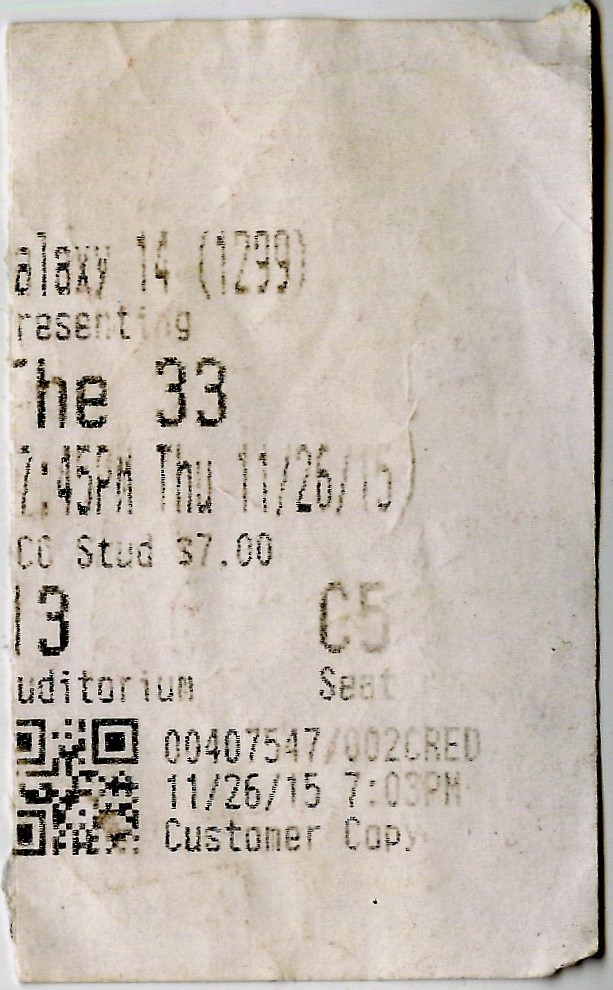 alaxy 14 (1299)
resenting
The 33
7:45PM Thu 11/26/15
CC Stud $7.00
13 C5
uditorium Seat
00407547/002CRED
11/26/15 7:03PM
Customer Copy